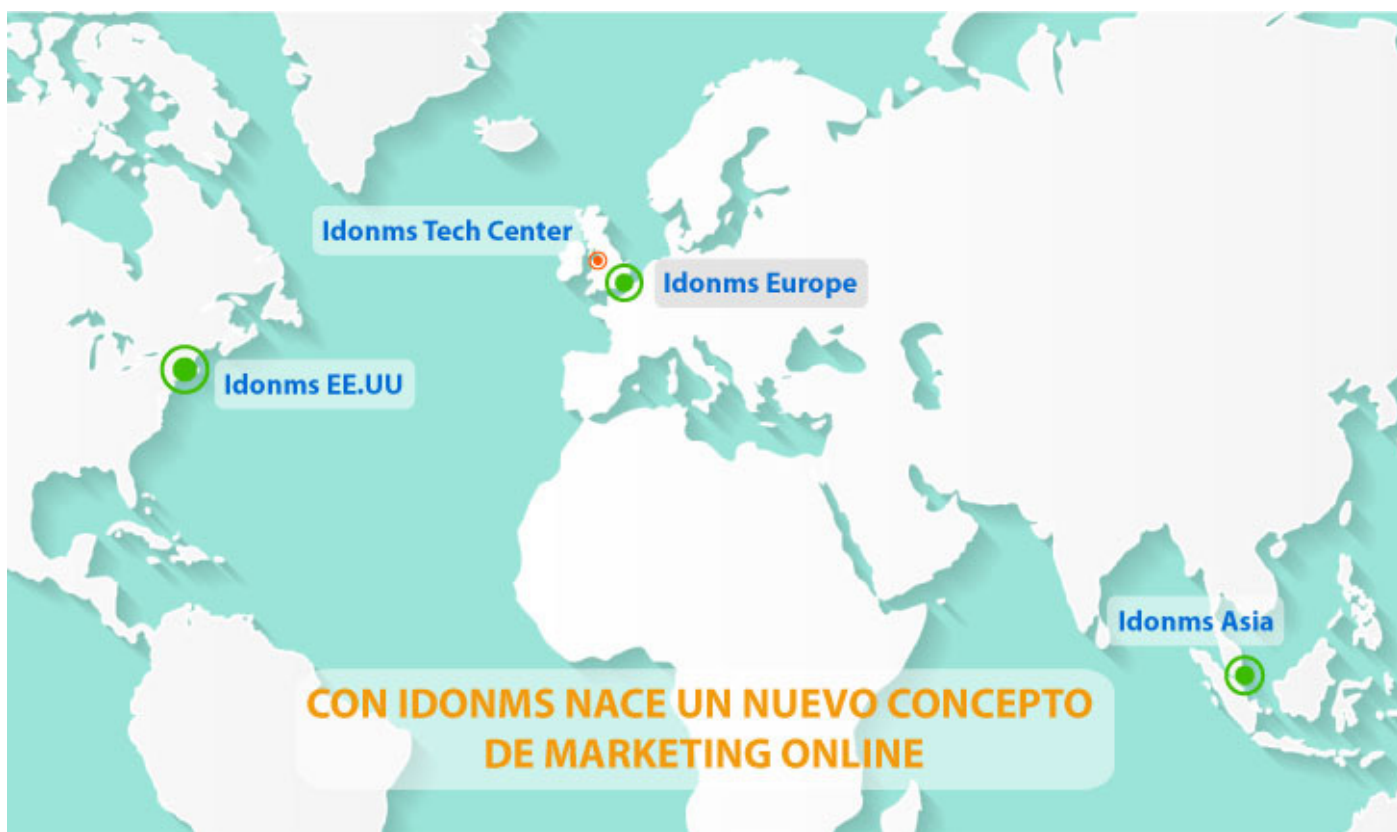 Idonms Tech Center
Idonms Europe
Idonms EE.UU
Idonms Asia
CON IDONMS NACE UN NUEVO CONCEPTO
DE MARKETING ONLINE